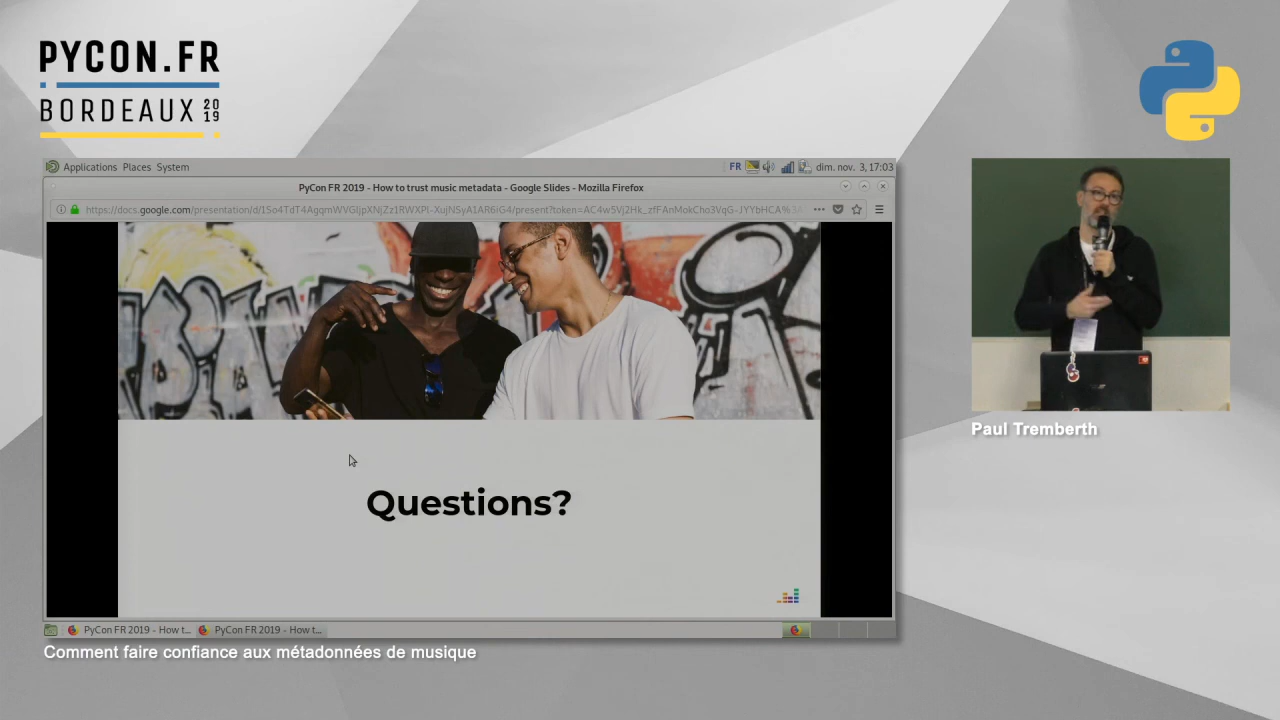 PYCON.FR
BORDEAUX 2019
Applications Places System
FR
dim. nov. 3, 17:03
PyCon FR 2019 - How to trust music metadata - Google Slides - Mozilla Firefox
Questions?
PyCon FR 2019 - How t...
PyCon FR 2019 - How t...
Comment faire confiance aux métadonnées de musique
Paul Tremberth